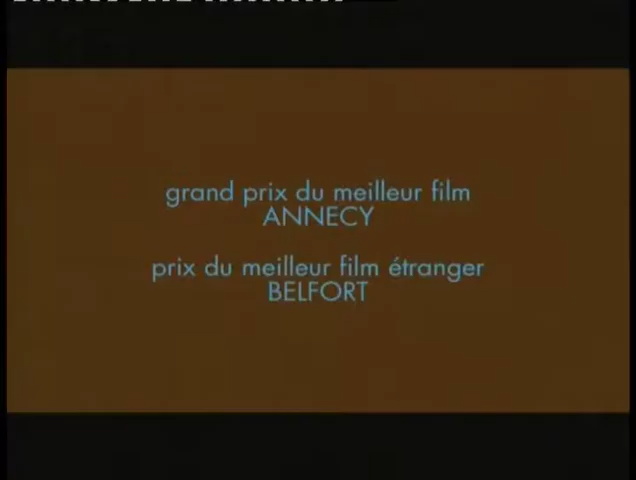 grand prix du meilleur film
ANNECY
prix du meilleur film étranger
BELFORT